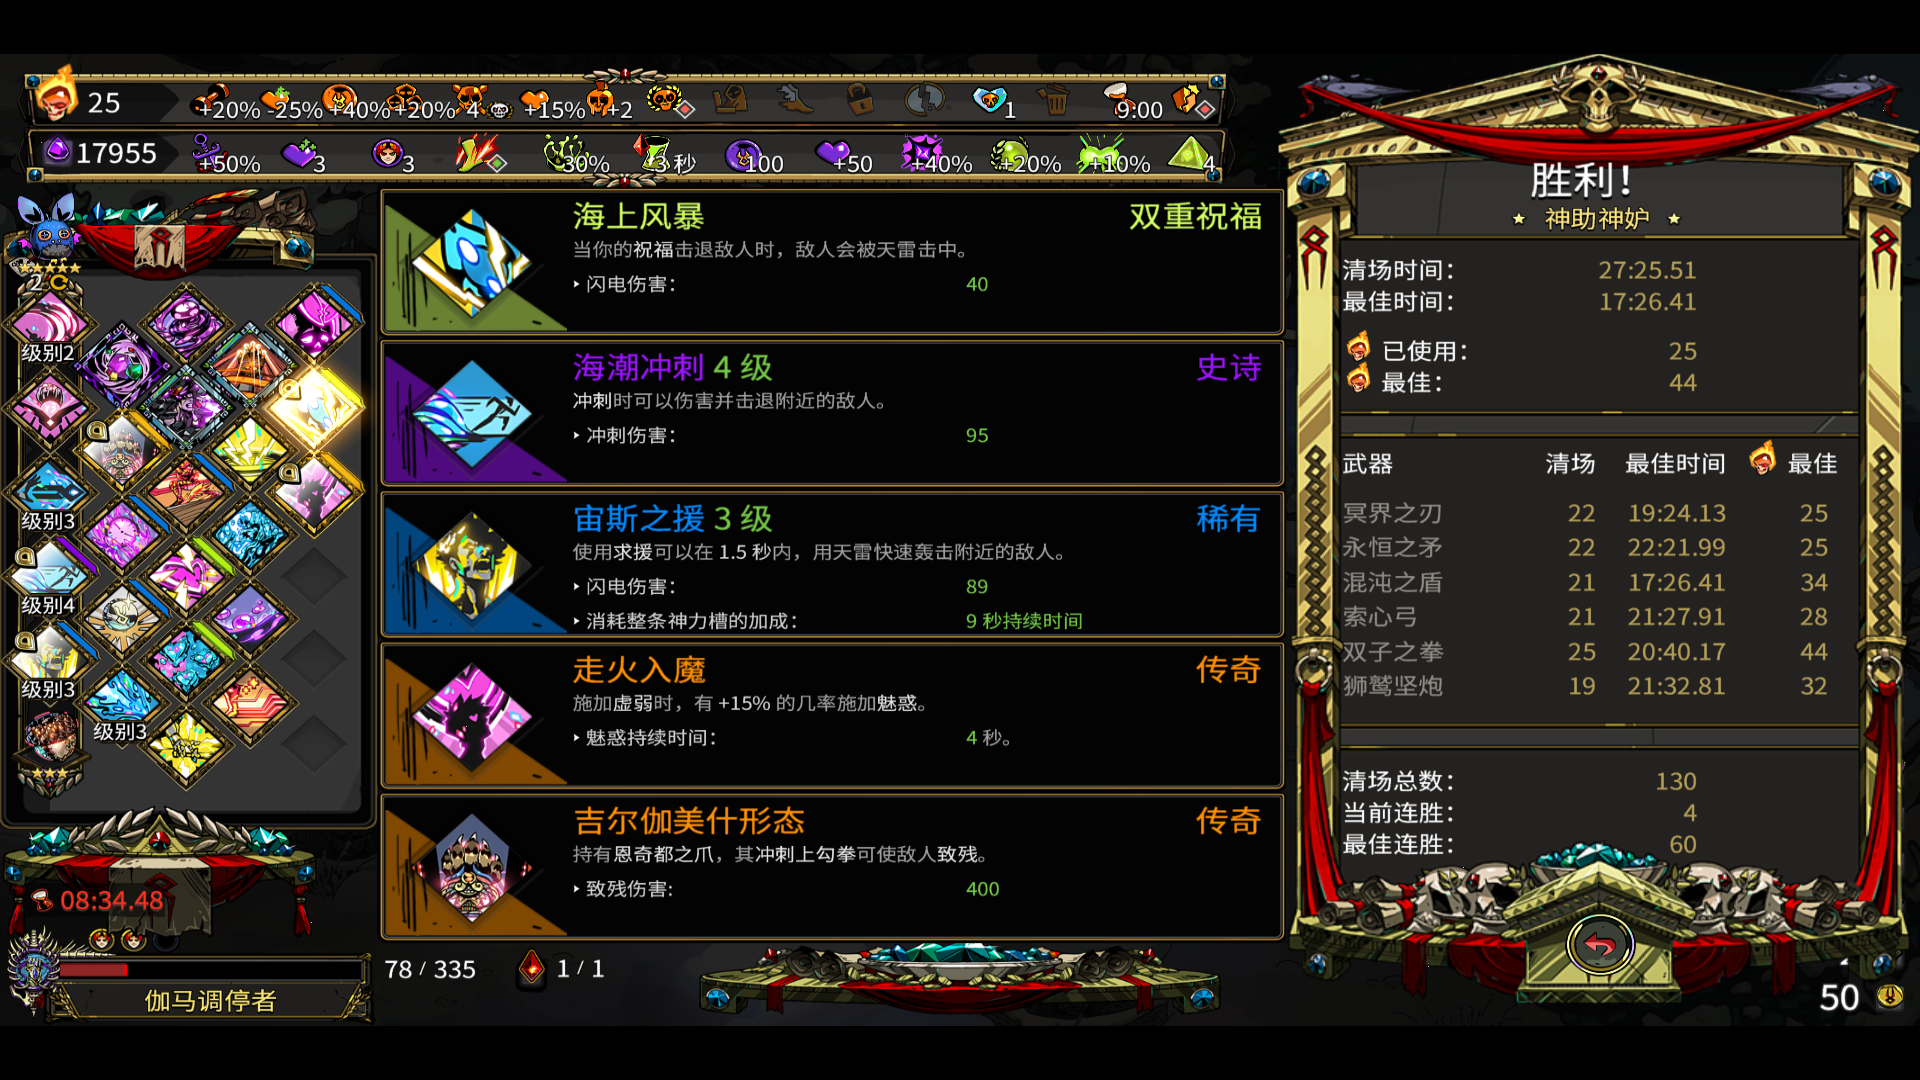 25
+20%
-25%
+40%
+20%
4
+15%
+2
1
9:00
17955
+50%
3
3
30%
3 秒
100
+50
+40%
+20%
+10%
4
2
级别2
级别3
级别4
级别3
级别3
08:34.48
伽马调停者
海上风暴
双重祝福
当你的祝福击退敌人时，敌人会被天雷击中。
闪电伤害：
40
海潮冲刺 4 级
史诗
冲刺时可以伤害并击退附近的敌人。
冲刺伤害：
95
宙斯之援 3 级
稀有
使用求援可以在 1.5 秒内，用天雷快速轰击附近的敌人。
闪电伤害：
89
消耗整条神力槽的加成：
9 秒持续时间
走火入魔
传奇
施加虚弱时，有 +15% 的几率施加魅惑。
魅惑持续时间：
4 秒。
吉尔伽美什形态
传奇
持有恩奇都之爪，其冲刺上勾拳可使敌人致残。
致残伤害:
400
78 / 335
1 / 1
胜利！
神助神妒
清场时间：
27:25.51
最佳时间：
17:26.41
已使用：
25
最佳：
44
武器 清场 最佳时间 最佳
冥界之刃 22 19:24.13 25
永恒之矛 22 22:21.99 25
混沌之盾 21 17:26.41 34
索心弓 21 21:27.91 28
双子之拳 25 20:40.17 44
狮鹫坚炮 19 21:32.81 32
清场总数：
130
当前连胜：
4
最佳连胜：
60
50